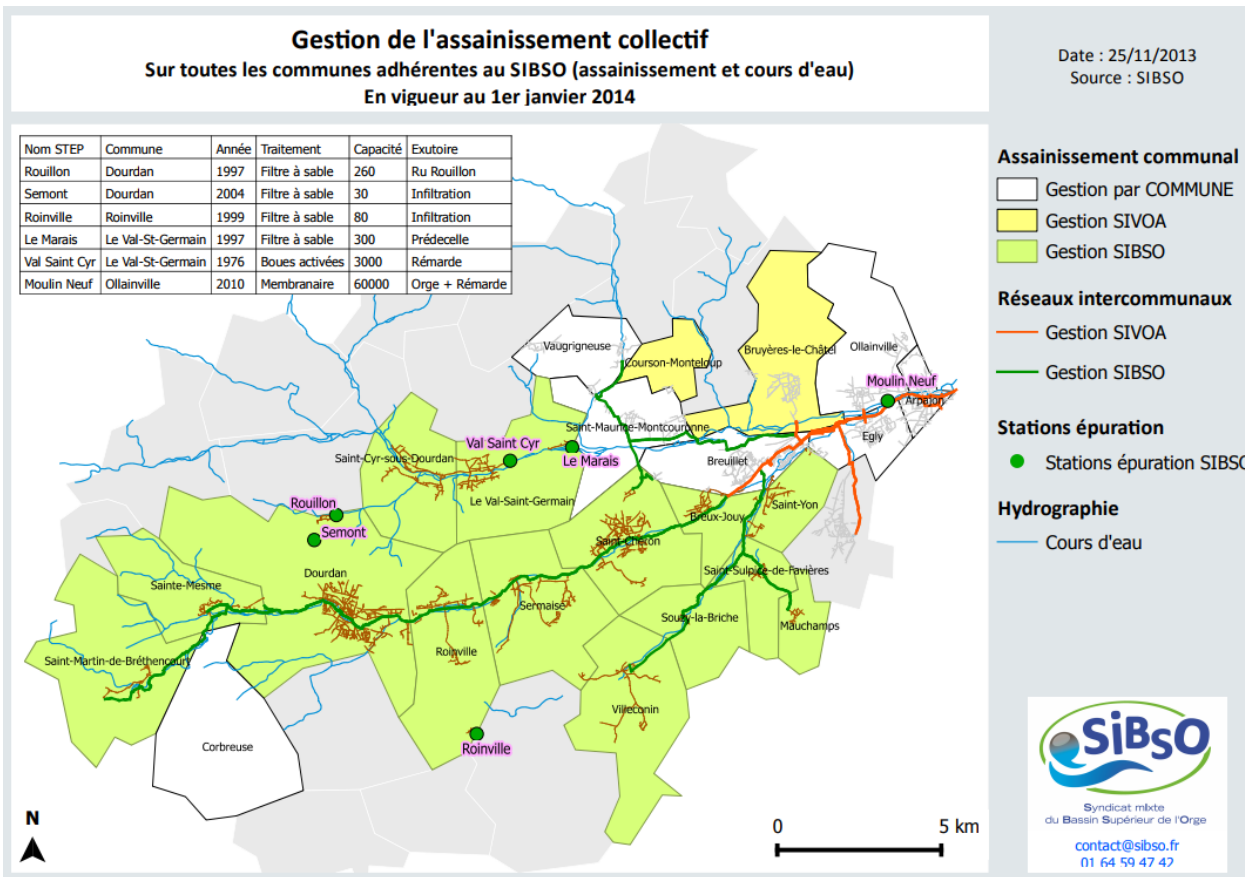 Gestion de l'assainissement collectif
Sur toutes les communes adhérentes au SIBSO (assainissement et cours d'eau)
En vigueur au 1er janvier 2014
Date : 25/11/2013
Source : SIBSO
Nom STEP Commune Année Traitement Capacité Exutoire
Rouillon Dourdan 1997 Filtre à sable 260 Ru Rouillon
Semont Dourdan 2004 Filtre à sable 30 Infiltration
Roinville Roinville 1999 Filtre à sable 80 Infiltration
Le Marais Le Val-St-Germain 1997 Filtre à sable 300 Prédecelle
Val Saint Cyr Le Val-St-Germain 1976 Boues activées 3000 Rémarde
Moulin Neuf Ollainville 2010 Membranaire 60000 Orge + Rémarde
Assainissement communal
Gestion par COMMUNE
Gestion SIVOA
Gestion SIBSO
Réseaux intercommunaux
Gestion SIVOA
Gestion SIBSO
Stations épuration
Stations épuration SIBSO
Hydrographie
Cours d'eau
Vaugrigneuse
Courson-Monteloup
Bruyères-le-Châtel
Ollainville
Moulin Neuf
Arpajon
Saint-Maurice-Montcouronne
Egly
Val Saint Cyr
Le Marais
Saint-Cyr-sous-Dourdan
Breuillet
Le Val-Saint-Germain
Rouillon
Semont
Saint-Yon
Breux-Jouy
Saint-Chéron
Dourdan
Sainte-Mesme
Saint-Sulpice-de-Favières
Sermaise
Souzy-la-Briche
Mauchamps
Roinville
Saint-Martin-de-Bréthencourt
Villeconin
Corbreuse
Roinville
N
0 5 km
SiBsO
Syndicat mIxte
du Bassin Supérieur de l'Orge
contact@sibso.fr
01 64 59 47 42